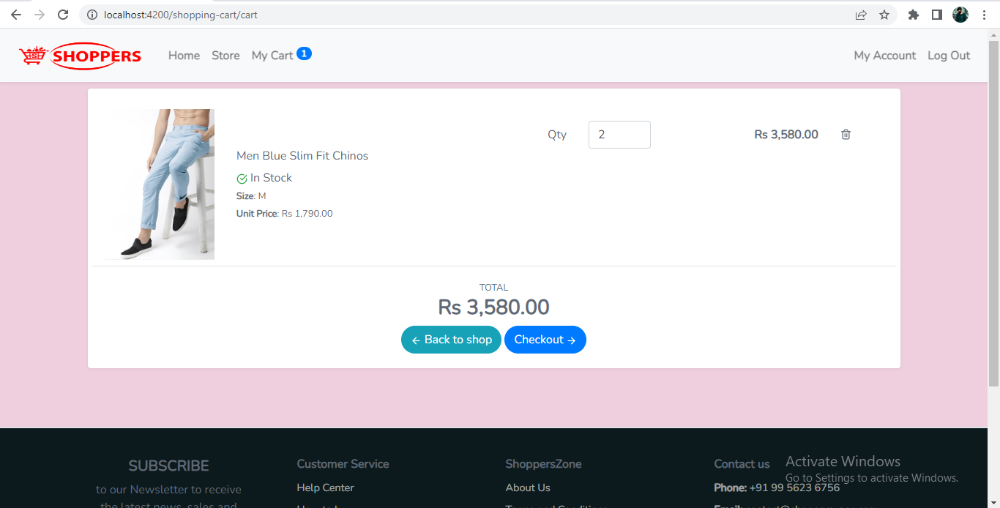 localhost:4200/shopping-cart/cart
SHOPPERS
Home Store My Cart 1
My Account Log Out
Qty 2 Rs 3,580.00
Men Blue Slim Fit Chinos
In Stock
Size: M
Unit Price: Rs 1,790.00
TOTAL
Rs 3,580.00
← Back to shop Checkout →
SUBSCRIBE
to our Newsletter to receive
the latest news, sales and
Customer Service
Help Center
ShoppersZone
About Us
Terms and Conditions
Contact us
Phone: +91 99 5623 6756
Activate Windows
Go to Settings to activate Windows.